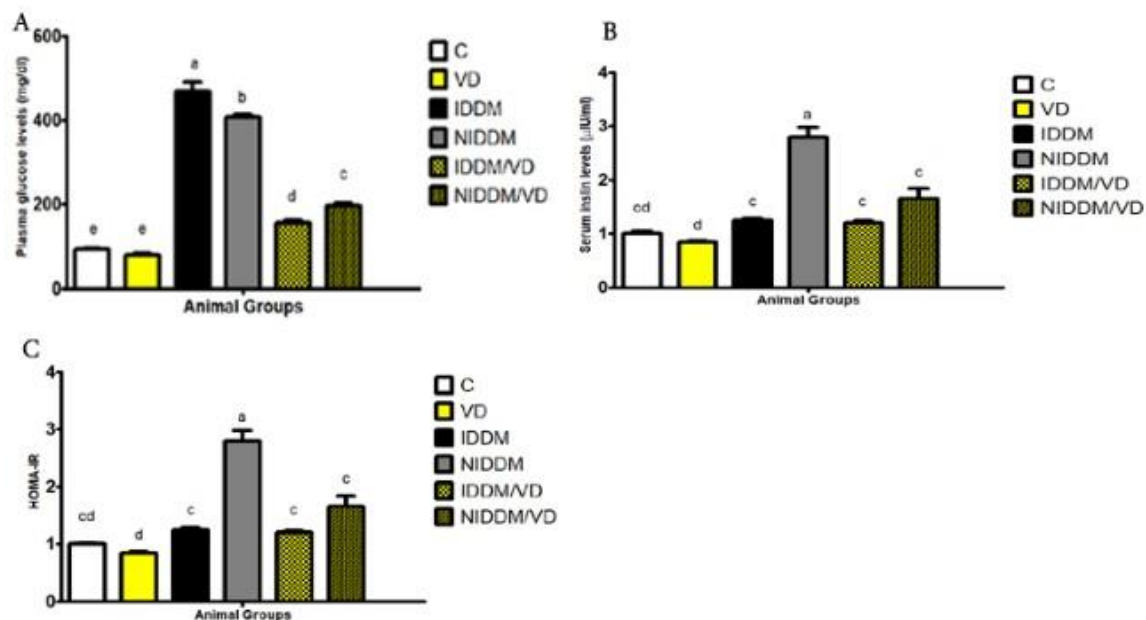 A
600
400
200
0
Plasma glucose levels (mg/dl)
e
e
a
b
d
c
Animal Groups
C
VD
IDDM
NIDDM
IDDM/VD
NIDDM/VD
B
4
3
2
1
0
Serum inslin levels (µIU/ml)
cd
d
c
a
c
c
Animal Groups
C
VD
IDDM
NIDDM
IDDM/VD
NIDDM/VD
C
4
3
2
1
0
HOMA-IR
cd
d
c
a
c
c
Animal Groups
C
VD
IDDM
NIDDM
IDDM/VD
NIDDM/VD